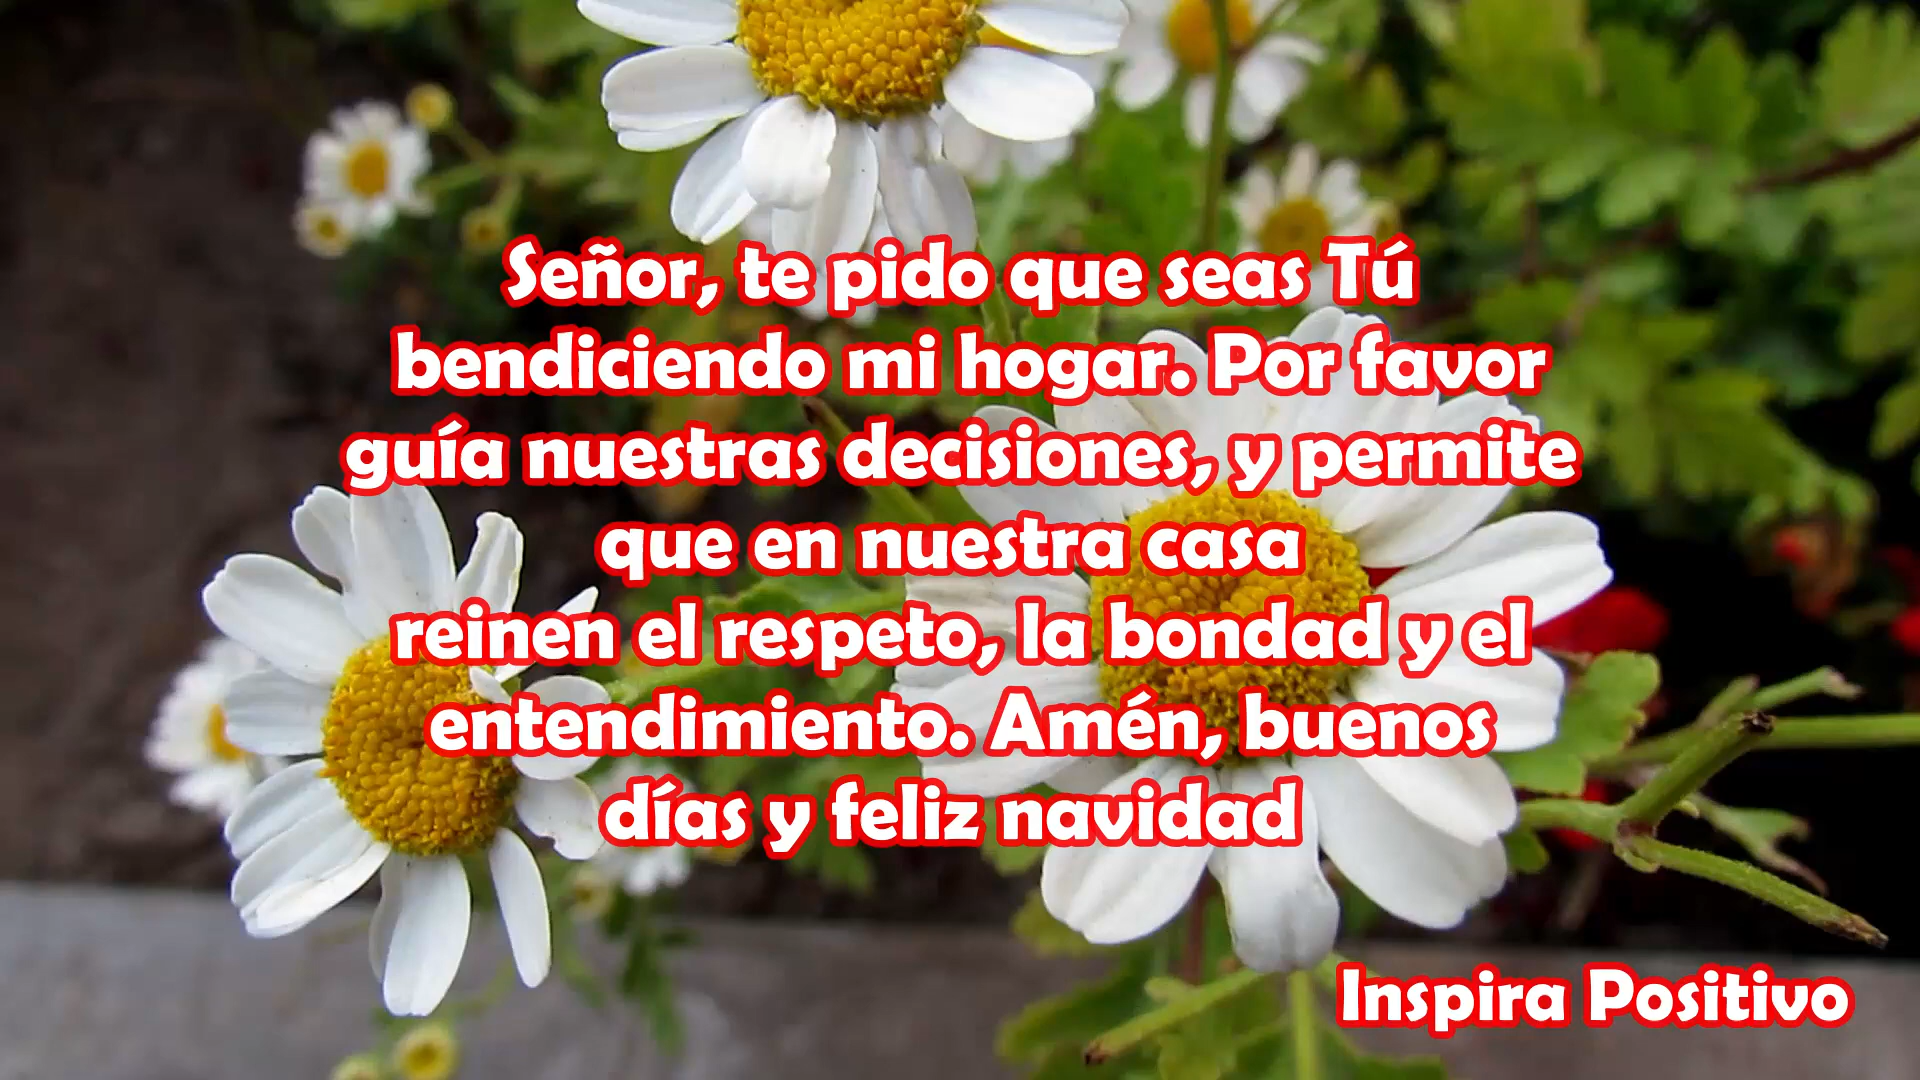 Señor, te pido que seas Tú
bendiciendo mi hogar. Por favor
guía nuestras decisiones, y permite
que en nuestra casa
reinen el respeto, la bondad y el
entendimiento. Amén, buenos
días y feliz navidad
Inspira Positivo